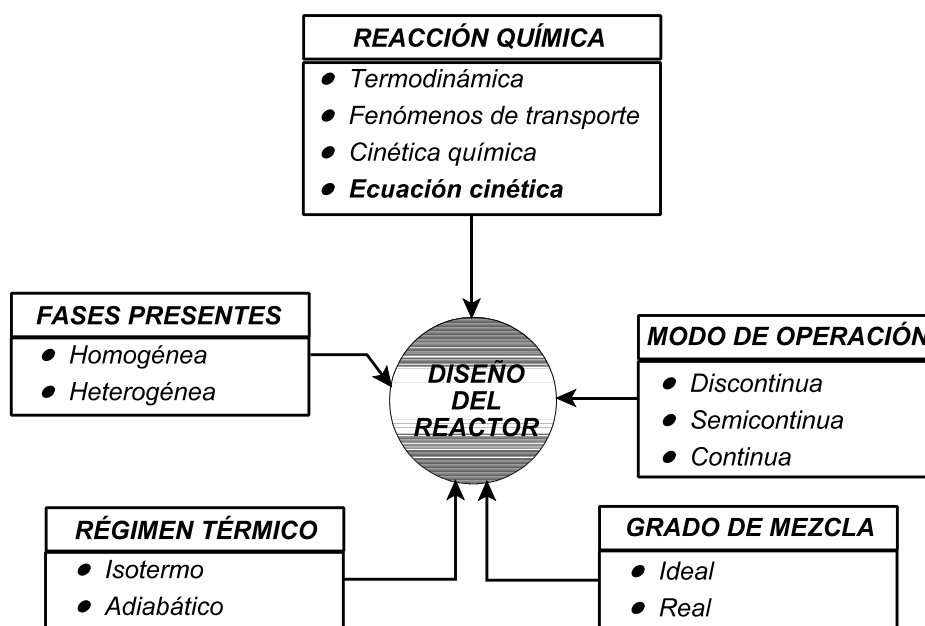 REACCIÓN QUÍMICA
● Termodinámica
● Fenómenos de transporte
● Cinética química
● Ecuación cinética
FASES PRESENTES
● Homogénea
● Heterogénea
DISEÑO
DEL
REACTOR
MODO DE OPERACIÓN
● Discontinua
● Semicontinua
● Continua
RÉGIMEN TÉRMICO
● Isotermo
● Adiabático
GRADO DE MEZCLA
● Ideal
● Real